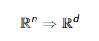 ℝⁿ ⇒ ℝᵈ